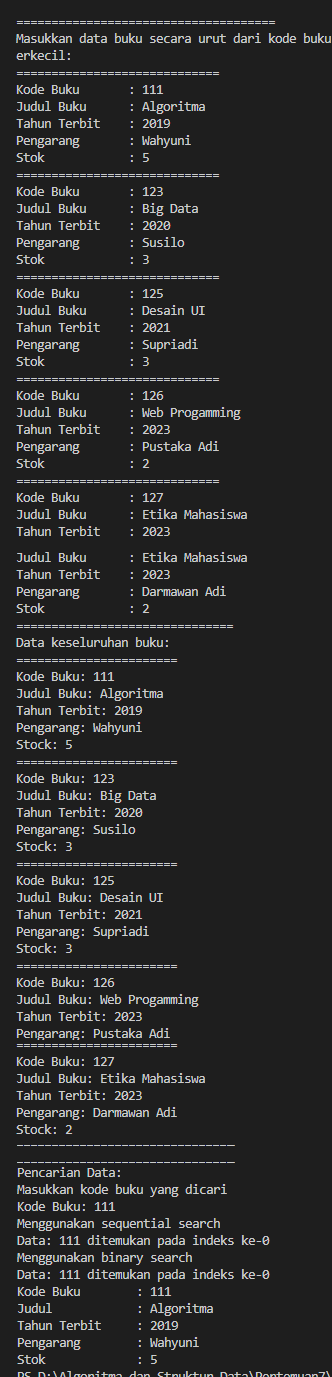 =====================================
Masukkan data buku secara urut dari kode buku
erkecil:
=============================
Kode Buku : 111
Judul Buku : Algoritma
Tahun Terbit : 2019
Pengarang : Wahyuni
Stok : 5
=============================
Kode Buku : 123
Judul Buku : Big Data
Tahun Terbit : 2020
Pengarang : Susilo
Stok : 3
=============================
Kode Buku : 125
Judul Buku : Desain UI
Tahun Terbit : 2021
Pengarang : Supriadi
Stok : 3
=============================
Kode Buku : 126
Judul Buku : Web Progamming
Tahun Terbit : 2023
Pengarang : Pustaka Adi
Stok : 2
=============================
Kode Buku : 127
Judul Buku : Etika Mahasiswa
Tahun Terbit : 2023
Judul Buku : Etika Mahasiswa
Tahun Terbit : 2023
Pengarang : Darmawan Adi
Stok : 2
===============================
Data keseluruhan buku:
=======================
Kode Buku: 111
Judul Buku: Algoritma
Tahun Terbit: 2019
Pengarang: Wahyuni
Stock: 5
=======================
Kode Buku: 123
Judul Buku: Big Data
Tahun Terbit: 2020
Pengarang: Susilo
Stock: 3
=======================
Kode Buku: 125
Judul Buku: Desain UI
Tahun Terbit: 2021
Pengarang: Supriadi
Stock: 3
=======================
Kode Buku: 126
Judul Buku: Web Progamming
Tahun Terbit: 2023
Pengarang: Pustaka Adi
=======================
Kode Buku: 127
Judul Buku: Etika Mahasiswa
Tahun Terbit: 2023
Pengarang: Darmawan Adi
Stock: 2
_______________________________
_______________________________
Pencarian Data:
Masukkan kode buku yang dicari
Kode Buku: 111
Menggunakan sequential search
Data: 111 ditemukan pada indeks ke-0
Menggunakan binary search
Data: 111 ditemukan pada indeks ke-0
Kode Buku : 111
Judul : Algoritma
Tahun Terbit : 2019
Pengarang : Wahyuni
Stok : 5
PS D:\Algoritma dan Struktur Data\Pertemuan7\